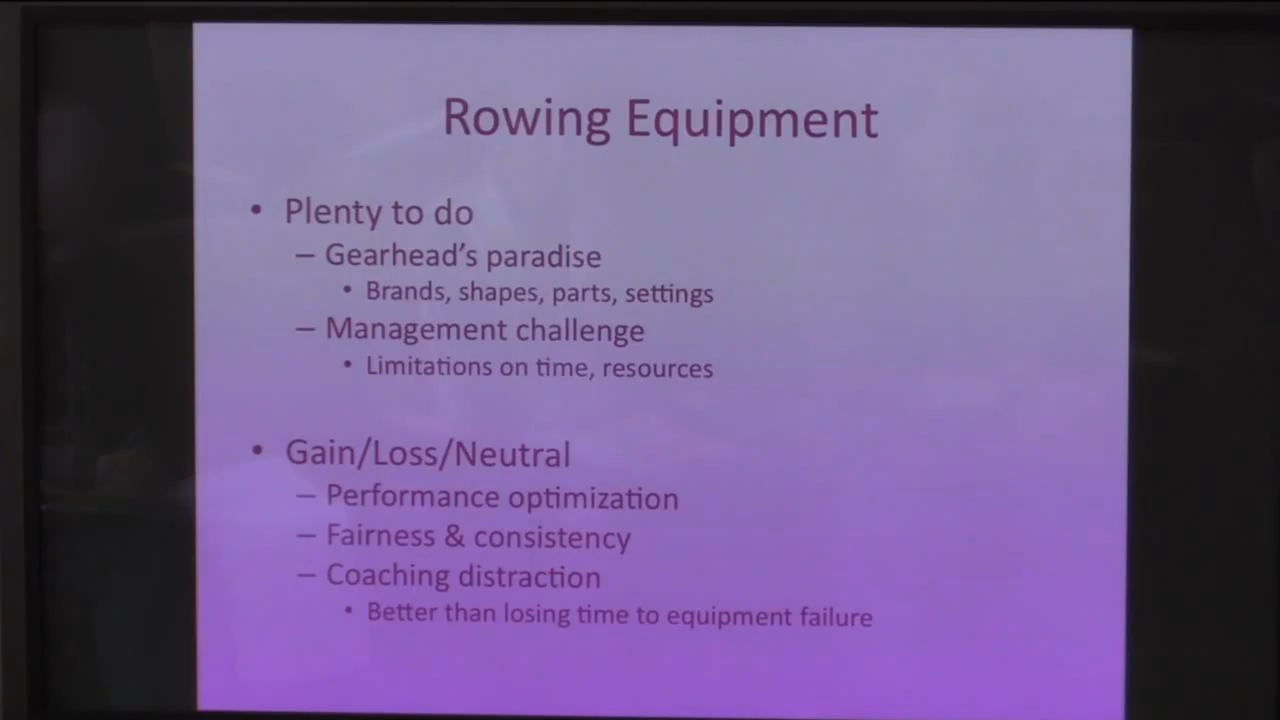 Rowing Equipment
• Plenty to do
– Gearhead's paradise
• Brands, shapes, parts, settings
– Management challenge
• Limitations on time, resources
• Gain/Loss/Neutral
– Performance optimization
– Fairness & consistency
– Coaching distraction
• Better than losing time to equipment failure